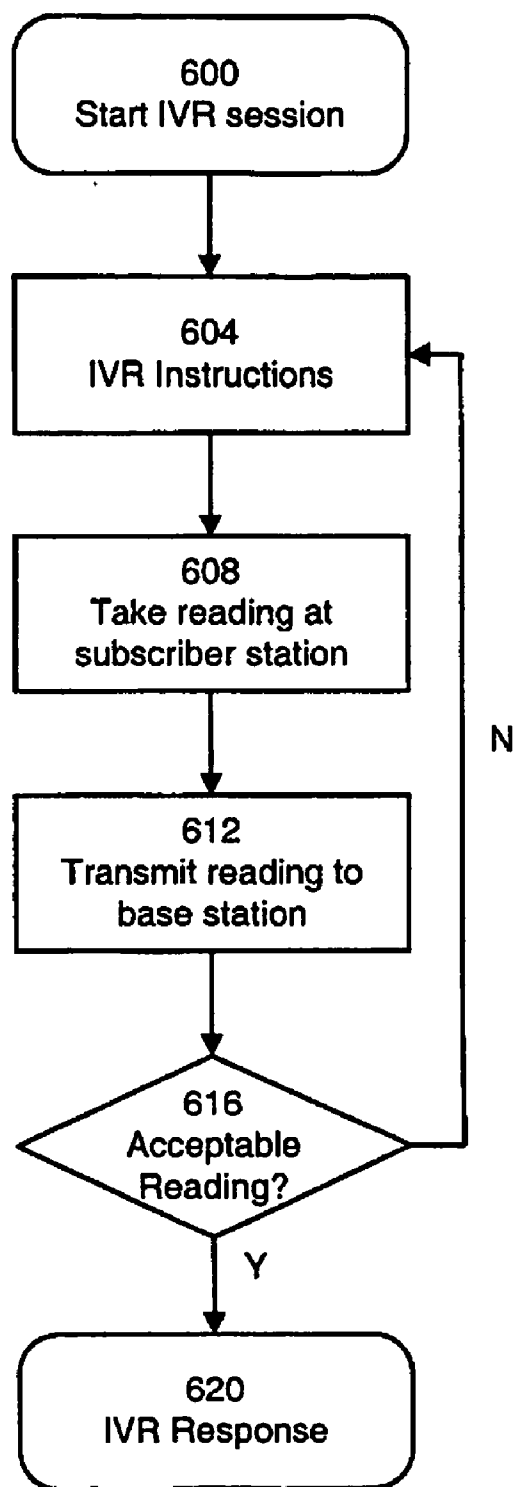 600
Start IVR session
604
IVR Instructions
608
Take reading at
subscriber station
N
612
Transmit reading to
base station
616
Acceptable
Reading?
Y
620
IVR Response